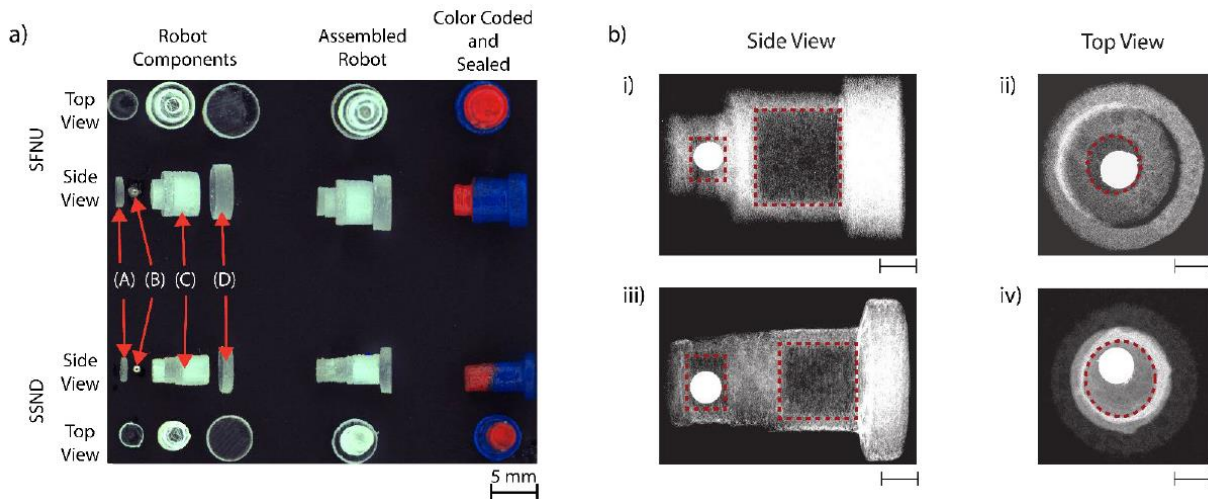 a)
Robot
Components
Assembled
Robot
Color Coded
and
Sealed
SFNU
Top
View
Side
View
(A) (B) (C) (D)
SSND
Side
View
Top
View
5 mm
b)
Side View
Top View
i)
ii)
iii)
iv)